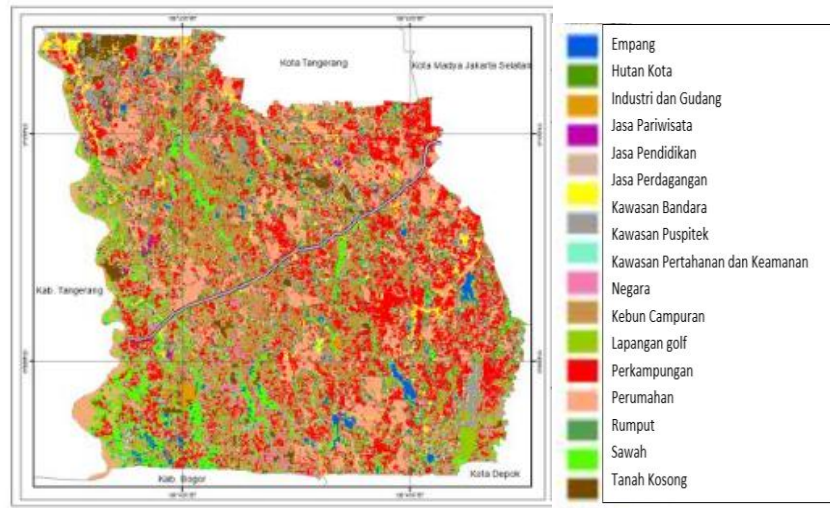 Kota Tangerang
Kota Madya Jakarta Selatan
Kab. Tangerang
Kab. Bogor
Kota Depok
Empang
Hutan Kota
Industri dan Gudang
Jasa Pariwisata
Jasa Pendidikan
Jasa Perdagangan
Kawasan Bandara
Kawasan Puspitek
Kawasan Pertahanan dan Keamanan
Negara
Kebun Campuran
Lapangan golf
Perkampungan
Perumahan
Rumput
Sawah
Tanah Kosong